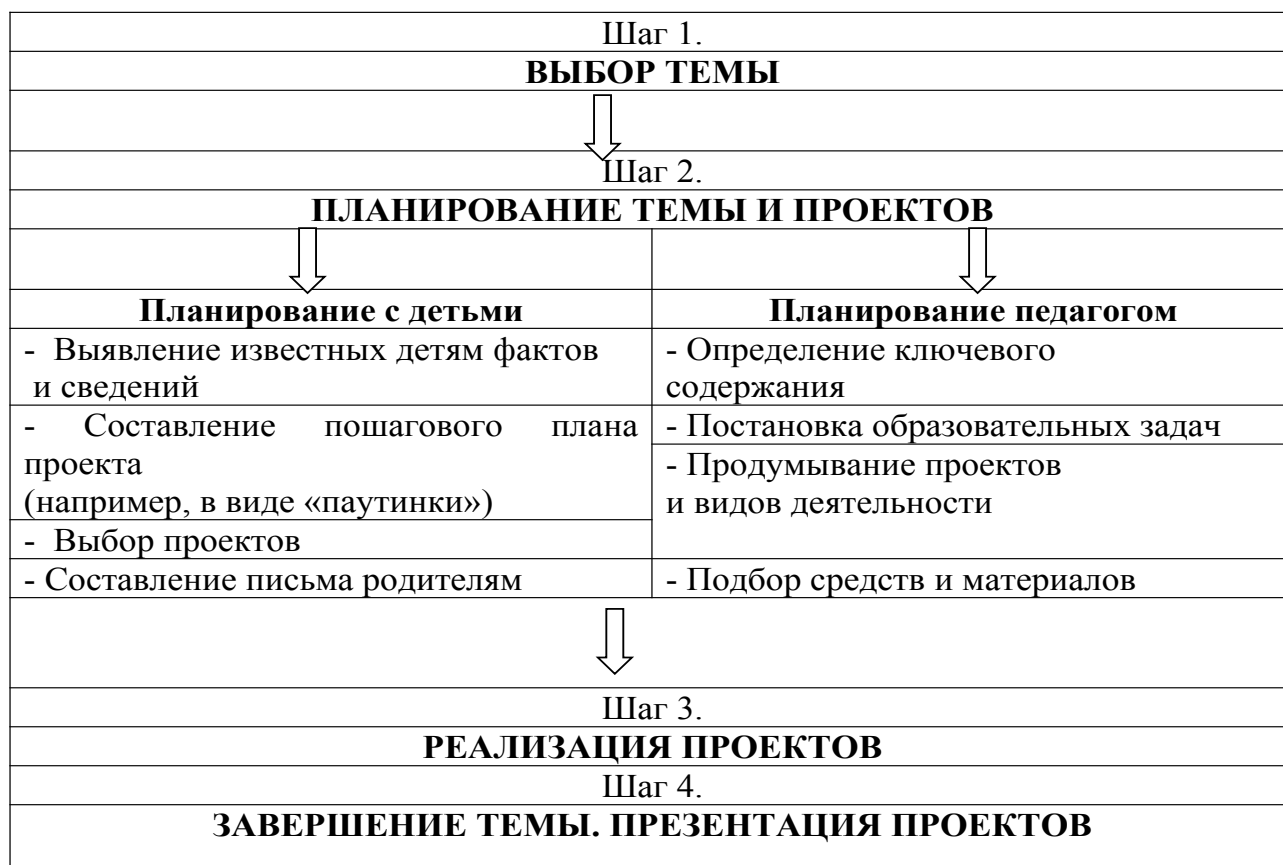 Шаг 1.
ВЫБОР ТЕМЫ
Шаг 2.
ПЛАНИРОВАНИЕ ТЕМЫ И ПРОЕКТОВ
Планирование с детьми
- Выявление известных детям фактов
и сведений
- Составление пошагового плана
проекта
(например, в виде «паутинки»)
- Выбор проектов
- Составление письма родителям
Планирование педагогом
- Определение ключевого
содержания
- Постановка образовательных задач
- Продумывание проектов
и видов деятельности
- Подбор средств и материалов
Шаг 3.
РЕАЛИЗАЦИЯ ПРОЕКТОВ
Шаг 4.
ЗАВЕРШЕНИЕ ТЕМЫ. ПРЕЗЕНТАЦИЯ ПРОЕКТОВ